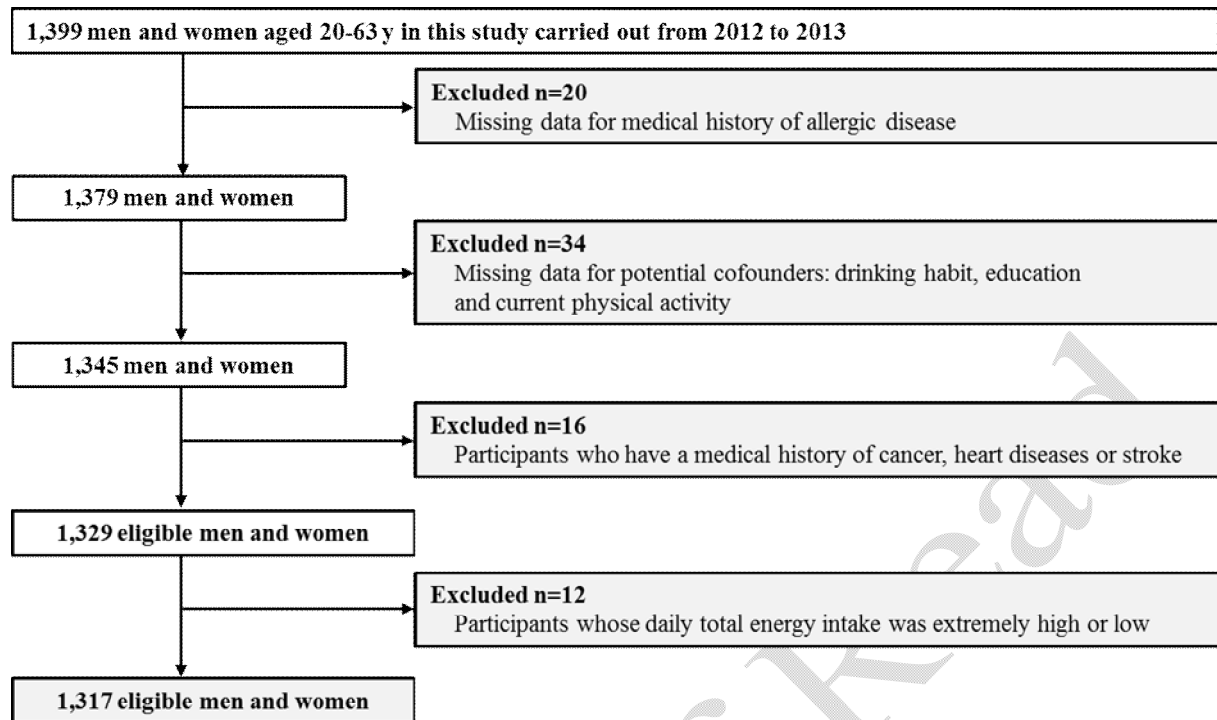 1,399 men and women aged 20-63 y in this study carried out from 2012 to 2013
Excluded n=20
Missing data for medical history of allergic disease
1,379 men and women
Excluded n=34
Missing data for potential cofounders: drinking habit, education
and current physical activity
1,345 men and women
Excluded n=16
Participants who have a medical history of cancer, heart diseases or stroke
1,329 eligible men and women
Excluded n=12
Participants whose daily total energy intake was extremely high or low
1,317 eligible men and women
Read